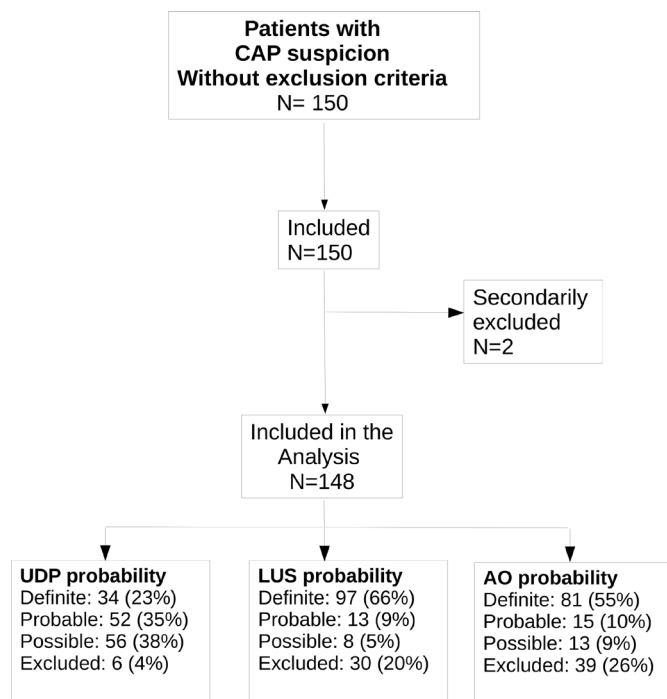 Patients with
CAP suspicion
Without exclusion criteria
N= 150
Included
N=150
Secondarily
excluded
N=2
Included in the
Analysis
N=148
UDP probability
Definite: 34 (23%)
Probable: 52 (35%)
Possible: 56 (38%)
Excluded: 6 (4%)
LUS probability
Definite: 97 (66%)
Probable: 13 (9%)
Possible: 8 (5%)
Excluded: 30 (20%)
AO probability
Definite: 81 (55%)
Probable: 15 (10%)
Possible: 13 (9%)
Excluded: 39 (26%)